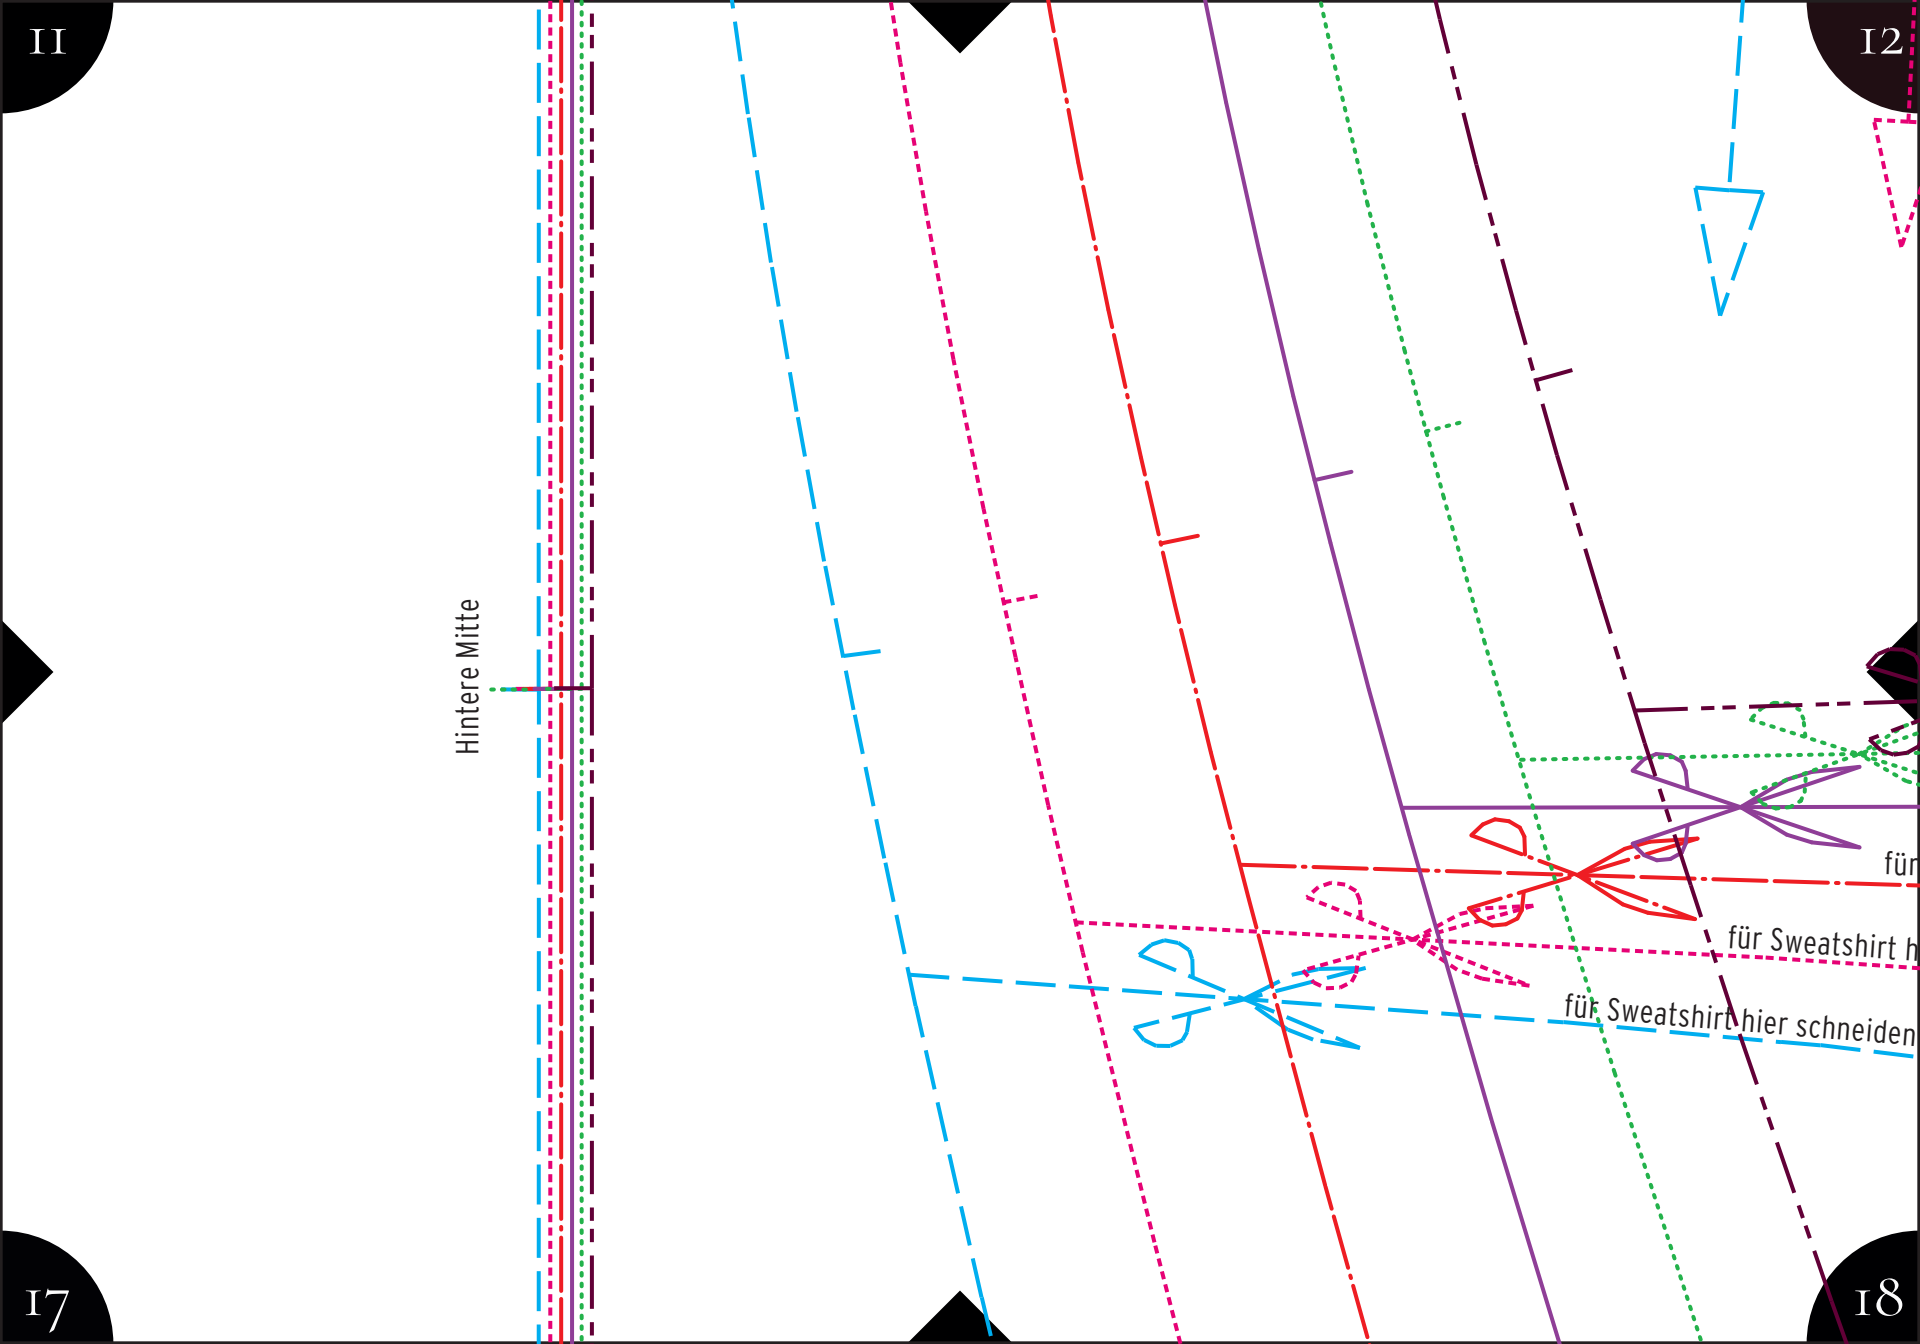 11
12
Hintere Mitte
für
für Sweatshirt h
für Sweatshirt hier schneiden
17
18